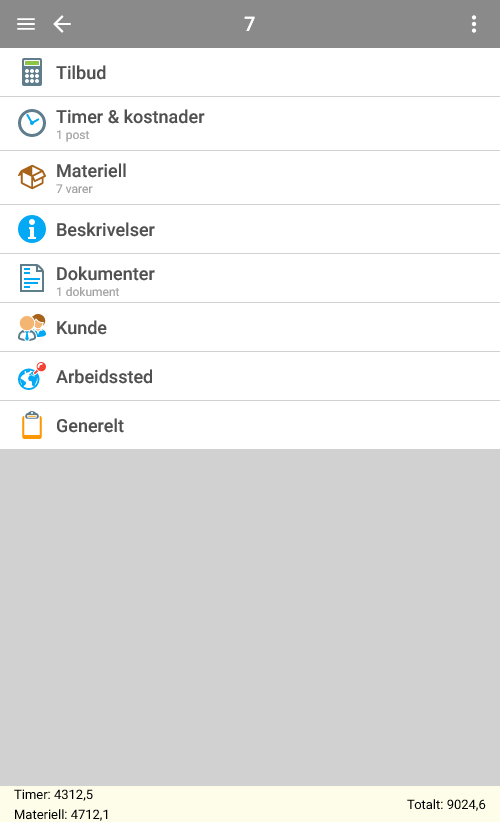 7
Tilbud
Timer & kostnader
1 post
Materiell
7 varer
Beskrivelser
Dokumenter
1 dokument
Kunde
Arbeidssted
Generelt
Timer: 4312,5
Materiell: 4712,1
Totalt: 9024,6